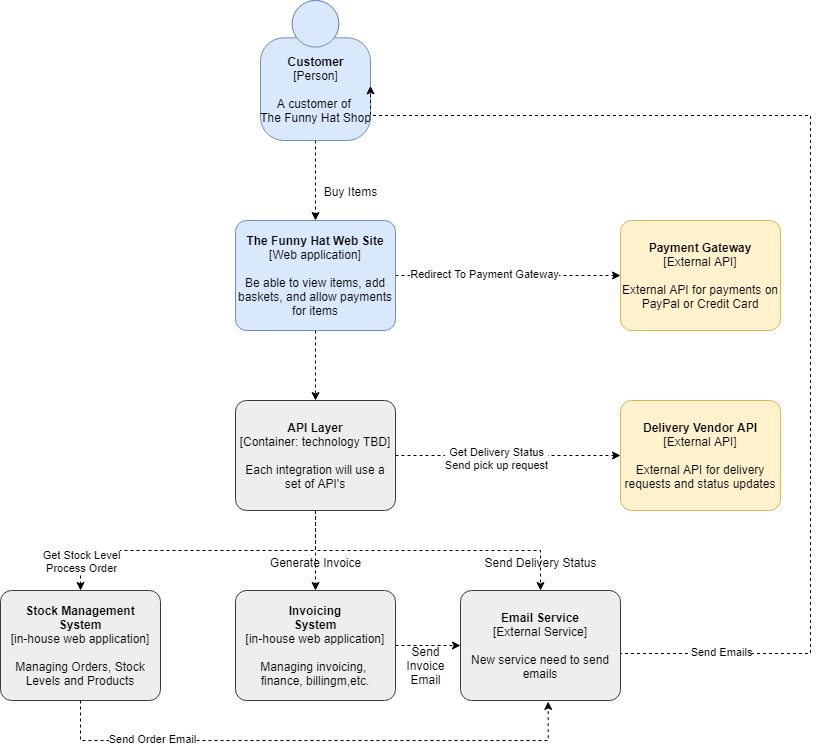 Customer
[Person]
A customer of
The Funny Hat Shop
Buy Items
The Funny Hat Web Site
[Web application]
Be able to view items, add
baskets, and allow payments
for items
Redirect To Payment Gateway
Payment Gateway
[External API]
External API for payments on
PayPal or Credit Card
API Layer
[Container: technology TBD]
Each integration will use a
set of API's
Get Delivery Status
Send pick up request
Delivery Vendor API
[External API]
External API for delivery
requests and status updates
Get Stock Level
Process Order
Generate Invoice
Send Delivery Status
Stock Management
System
[in-house web application]
Managing Orders, Stock
Levels and Products
Invoicing
System
[in-house web application]
Managing invoicing,
finance, billingm,etc.
Send
Invoice
Email
Email Service
[External Service]
New service need to send
emails
Send Emails
Send Order Email